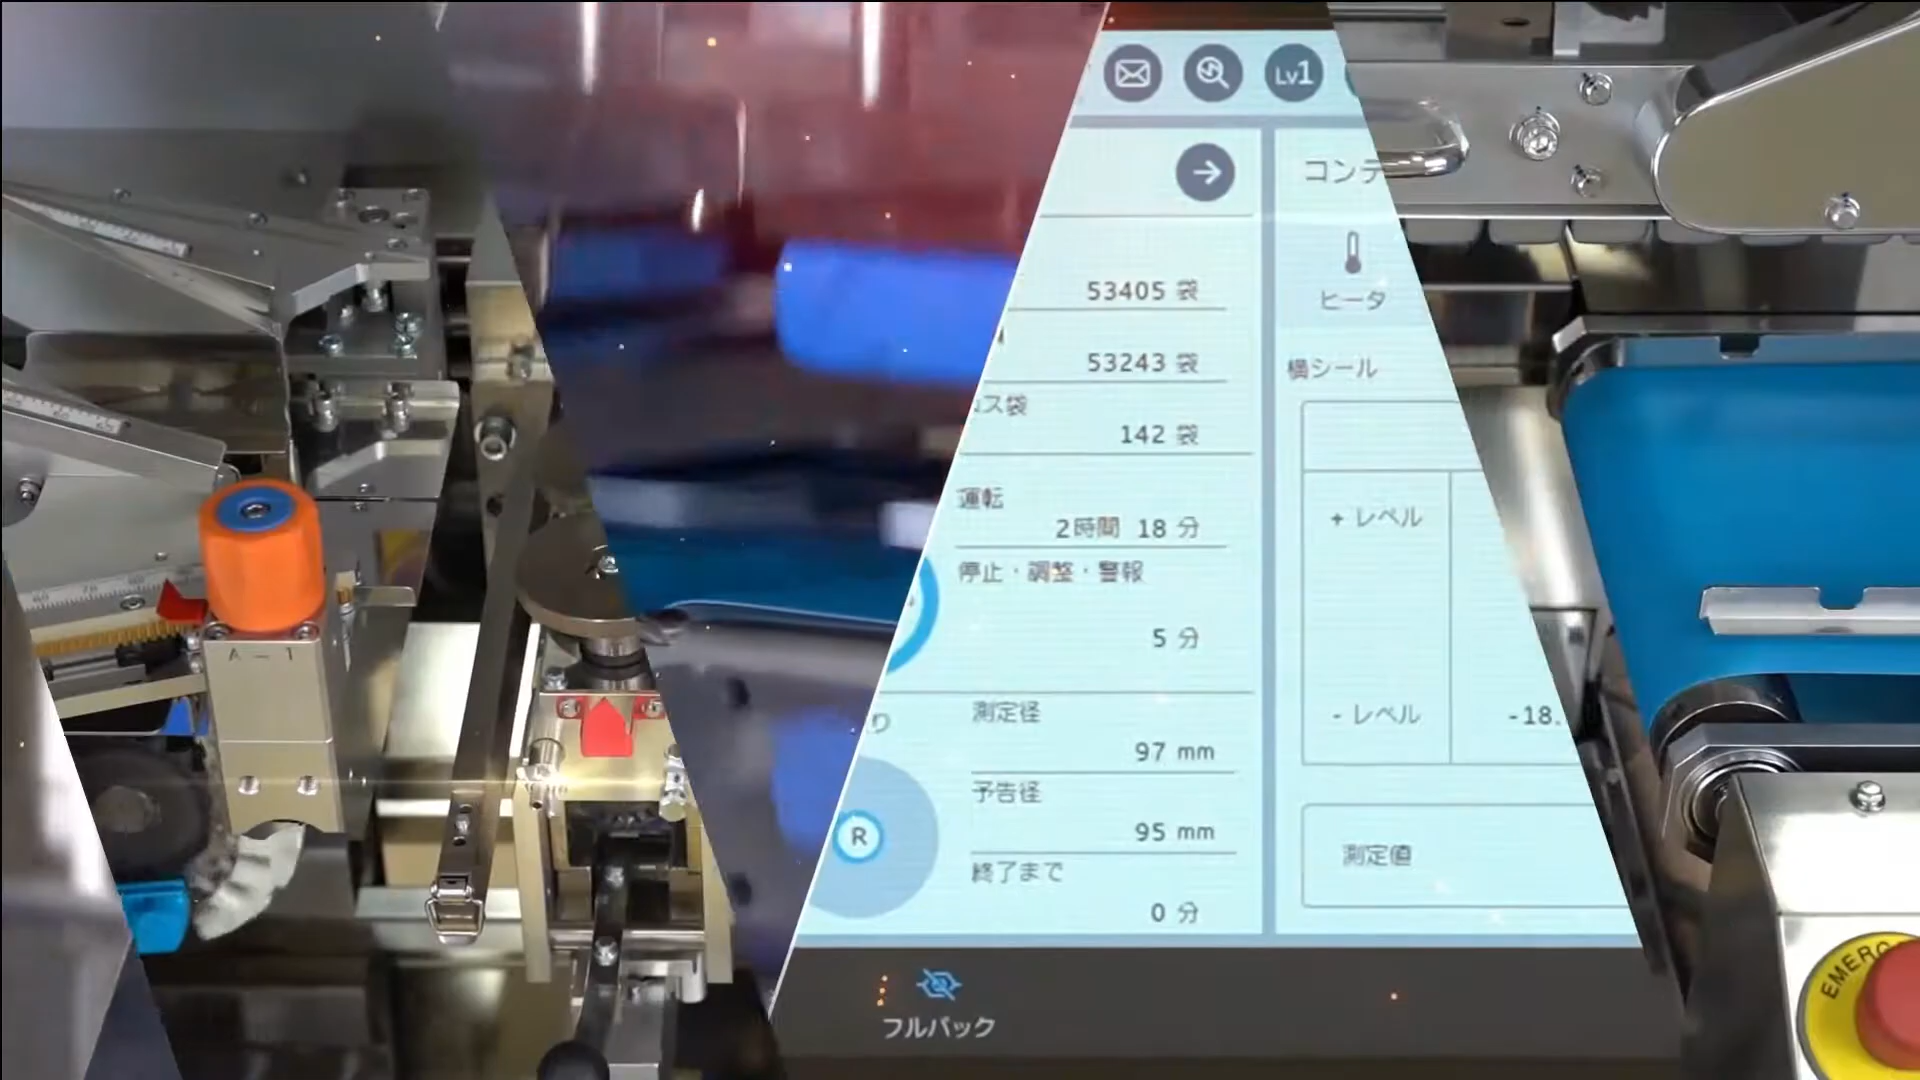 Lv1
コンテ
53405 袋
ヒータ
53243 袋
横シール
ス袋
142 袋
運転
2時間 18 分
+ レベル
停止・調整・警報
5 分
A - 1
測定径
- レベル
-18.
97 mm
予告径
95 mm
R
測定値
終了まで
0 分
EMERG
フルパック